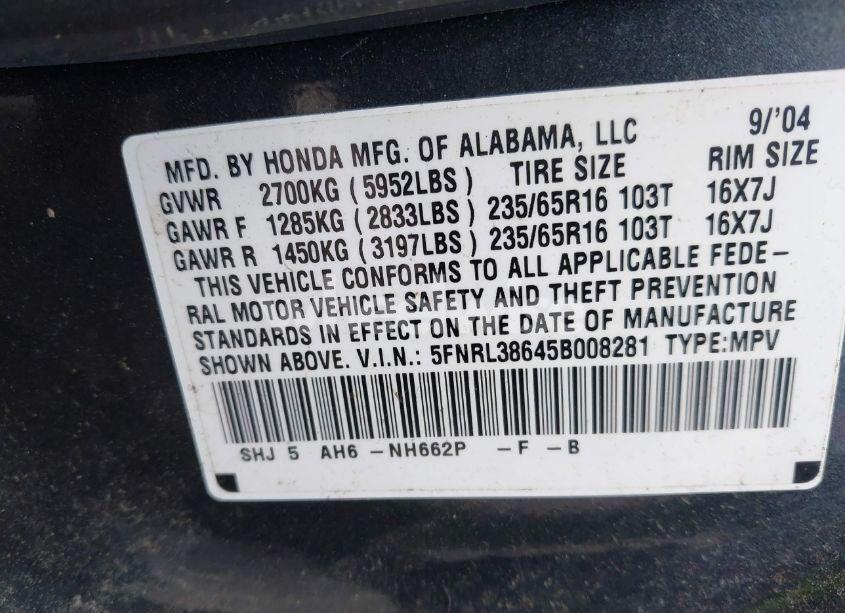 MFD. BY HONDA MFG. OF ALABAMA, LLC 9/'04
GVWR 2700KG (5952LBS) TIRE SIZE RIM SIZE
GAWR F 1285KG (2833LBS) 235/65R16 103T 16X7J
GAWR R 1450KG (3197LBS) 235/65R16 103T 16X7J
THIS VEHICLE CONFORMS TO ALL APPLICABLE FEDE-
RAL MOTOR VEHICLE SAFETY AND THEFT PREVENTION
STANDARDS IN EFFECT ON THE DATE OF MANUFACTURE
SHOWN ABOVE. V.I.N.: 5FNRL38645B008281 TYPE:MPV
SHJ 5 AH6 -NH662P -F -B